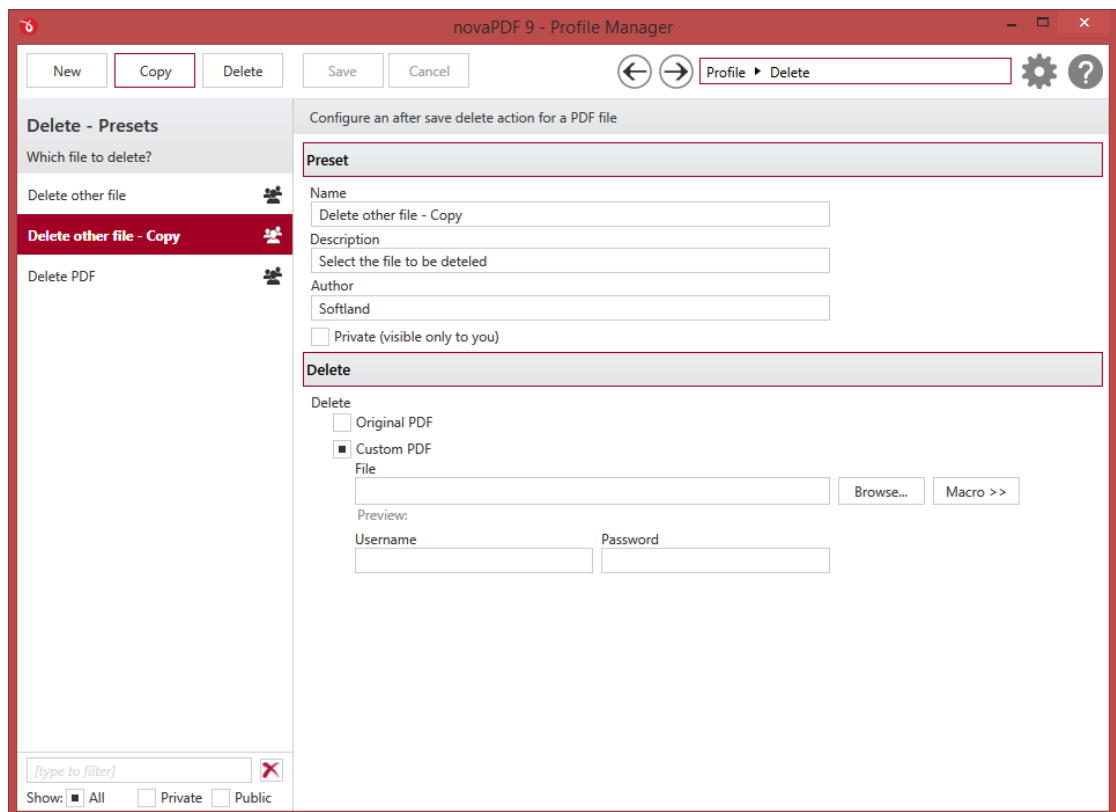 novaPDF 9 - Profile Manager
New Copy Delete Save Cancel Profile Delete
Delete - Presets
Which file to delete?
Delete other file
Delete other file - Copy
Delete PDF
[type to filter]
Show: All Private Public
Configure an after save delete action for a PDF file
Preset
Name
Delete other file - Copy
Description
Select the file to be deteled
Author
Softland
Private (visible only to you)
Delete
Delete
Original PDF
Custom PDF
File
Browse... Macro >>
Preview:
Username Password